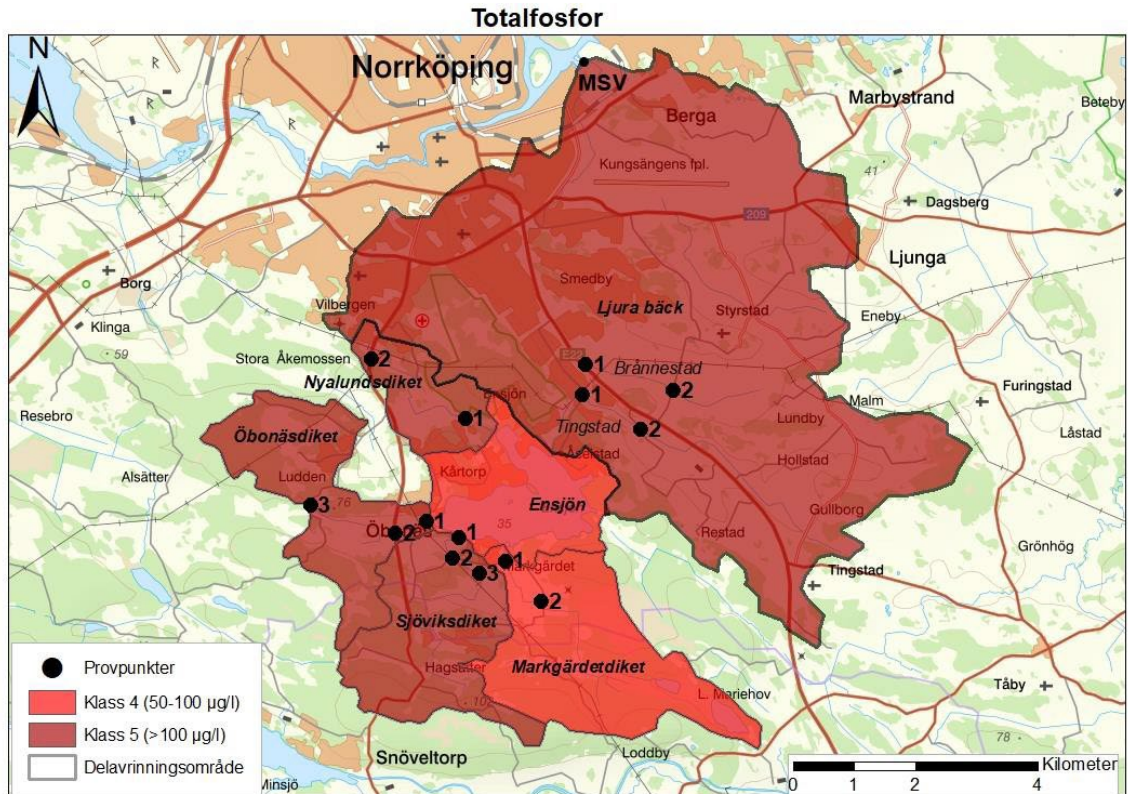 Totalfosfor
N
Norrköping
MSV
Marbystrand
Beteby
R
R
R
Berga
Kungsängens fpl.
41
209
Dagsberg
Ljunga
Borg
Smedby
Vilbergen
Ljura bäck
Styrstad
Eneby
Klinga
59
Stora Åkemossen
2
1
Brånnestad
Nyalundsdiket
1
2
Furingstad
Resebro
Ensjön
Malm
1
Tingstad
2
Lundby
Låstad
Öbonäsdiket
Hollstad
Alsätter
Ludden
Kårtorp
3
76
Ensjön
Gullborg
1
35
Restad
2
1
Grönhög
2
1
3
Tingstad
2
Sjöviksdiket
Markgärdetdiket
Provpunkter
Tåby
Klass 4 (50-100 µg/l)
L. Mariehov
Klass 5 (>100 µg/l)
78
Snöveltorp
Loddby
Delavrinningsområde
Kilometer
0 1 2 4